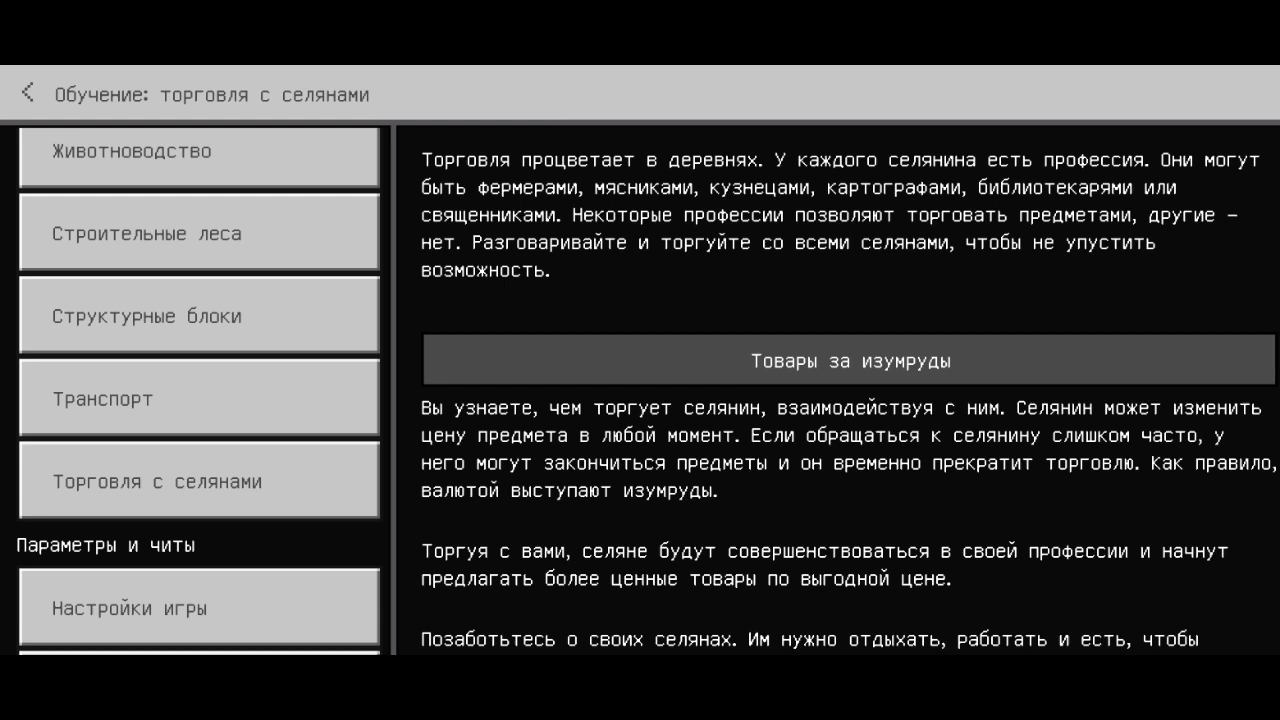 Обучение: торговля с селянами
Животноводство
Строительные леса
Структурные блоки
Транспорт
Торговля с селянами
Параметры и читы
Настройки игры
Торговля процветает в деревнях. У каждого селянина есть профессия. Они могут
быть фермерами, мясниками, кузнецами, картографами, библиотекарями или
священниками. Некоторые профессии позволяют торговать предметами, другие –
нет. Разговаривайте и торгуйте со всеми селянами, чтобы не упустить
возможность.
Товары за изумруды
Вы узнаете, чем торгует селянин, взаимодействуя с ним. Селянин может изменить
цену предмета в любой момент. Если обращаться к селянину слишком часто, у
него могут закончиться предметы и он временно прекратит торговлю. Как правило,
валютой выступают изумруды.
Торгуя с вами, селяне будут совершенствоваться в своей профессии и начнут
предлагать более ценные товары по выгодной цене.
Позаботьтесь о своих селянах. Им нужно отдыхать, работать и есть, чтобы